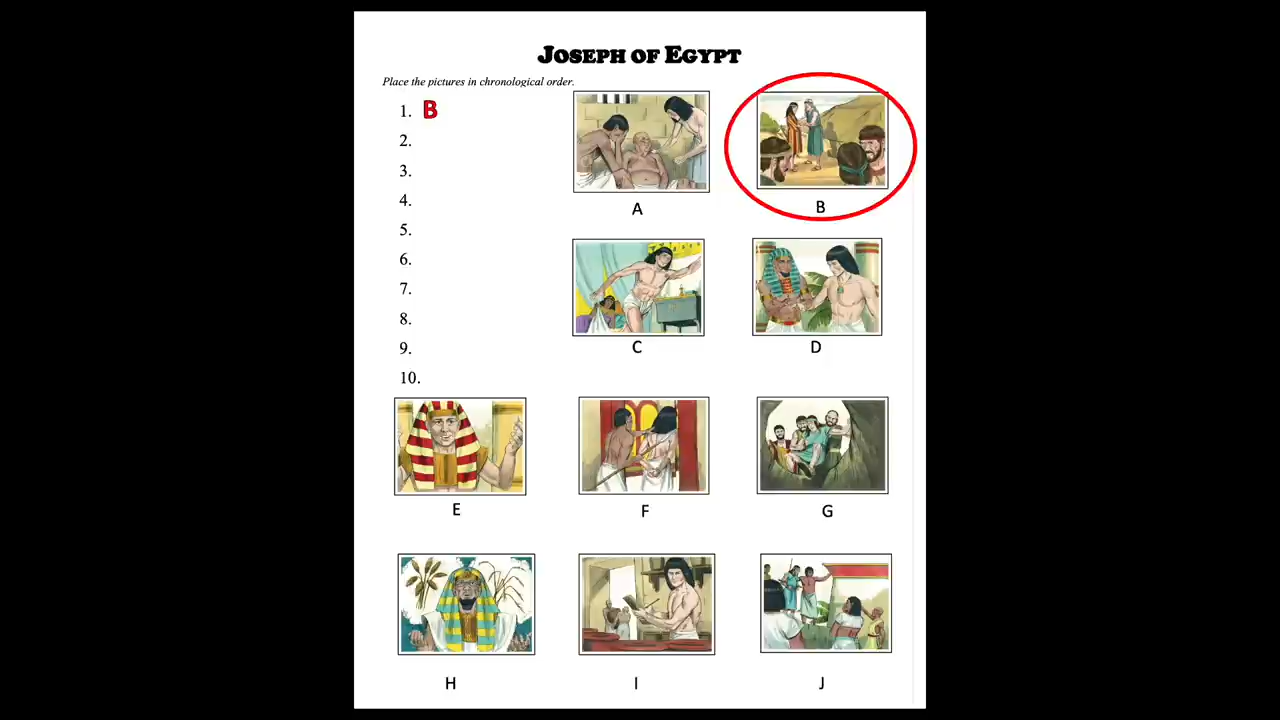 JOSEPH OF EGYPT
Place the pictures in chronological order.
1. B
2.
3.
4.
5.
6.
7.
8.
9.
10.
A
B
C
D
E
F
G
H
I
J